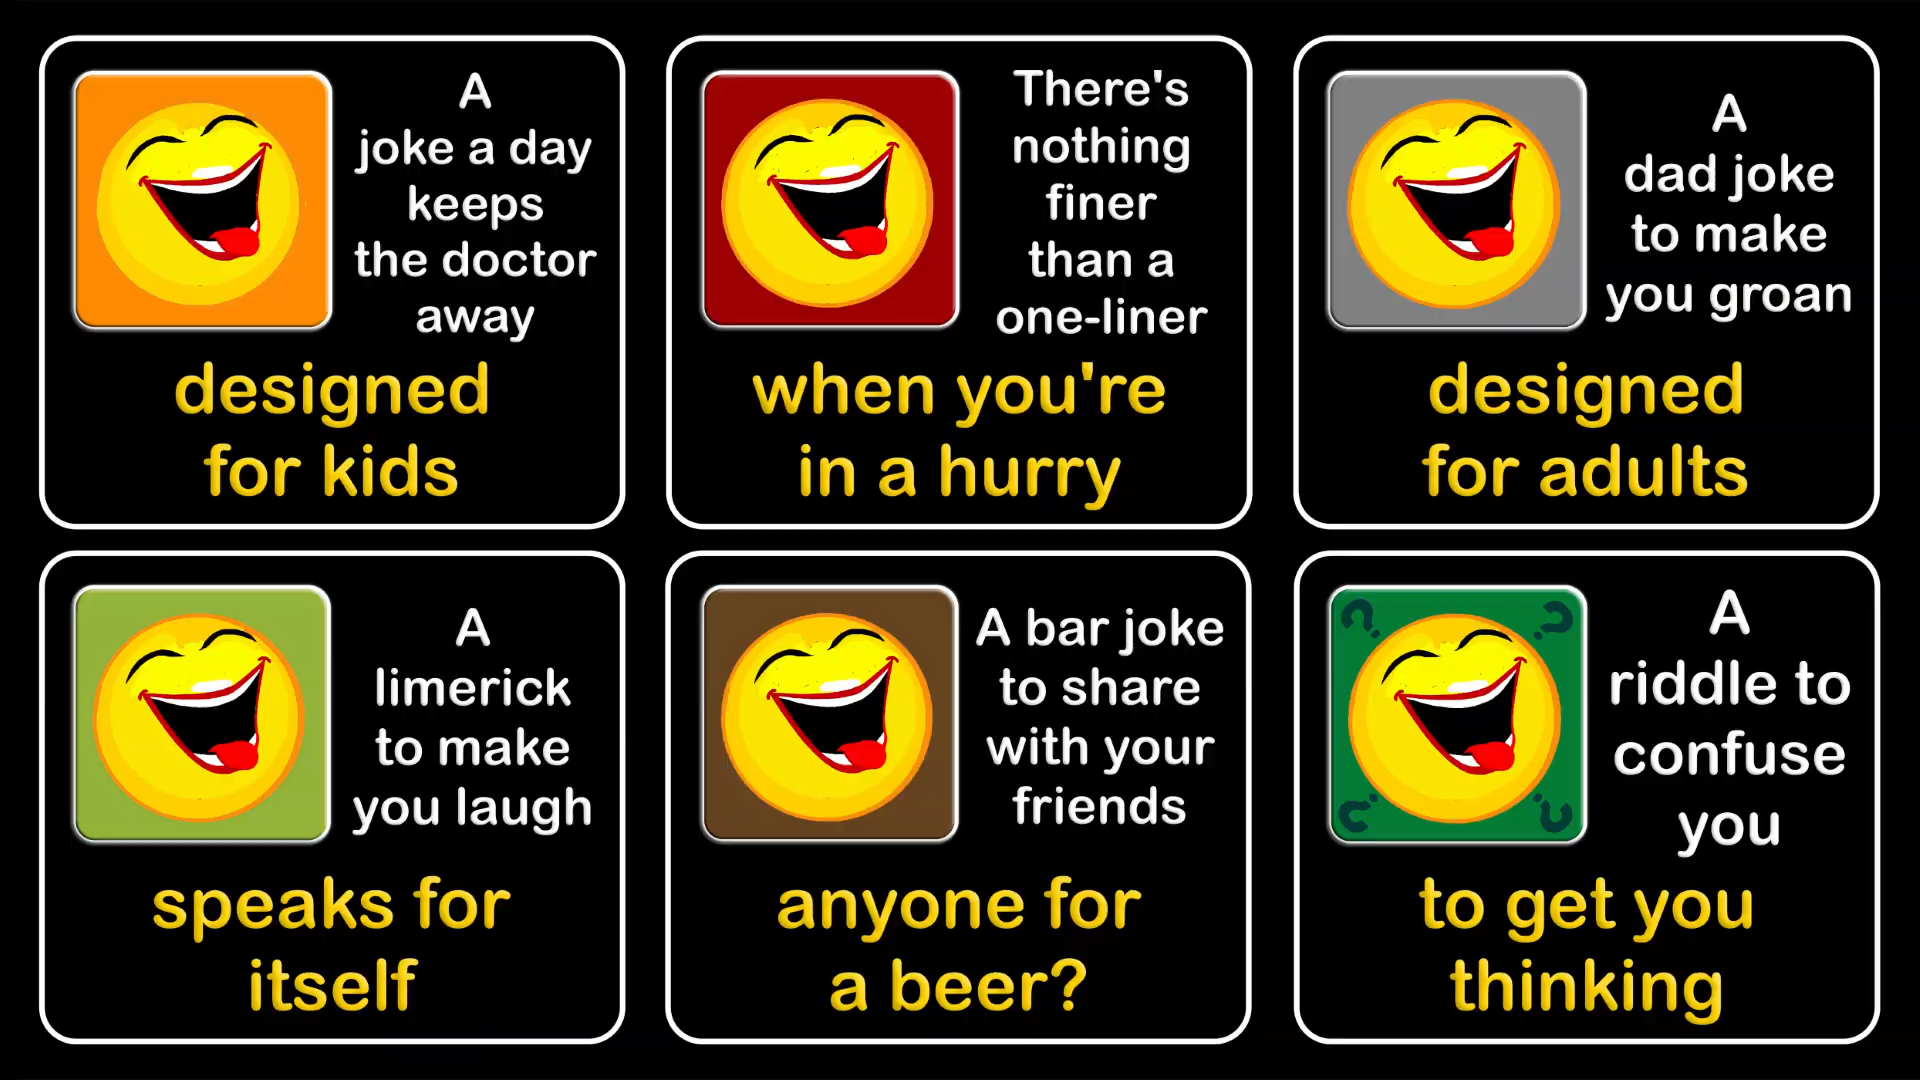 A
joke a day
keeps
the doctor
away
designed
for kids
There's
nothing
finer
than a
one-liner
when you're
in a hurry
A
dad joke
to make
you groan
designed
for adults
A
limerick
to make
you laugh
speaks for
itself
A bar joke
to share
with your
friends
anyone for
a beer?
? ?
? ?
A
riddle to
confuse
you
to get you
thinking